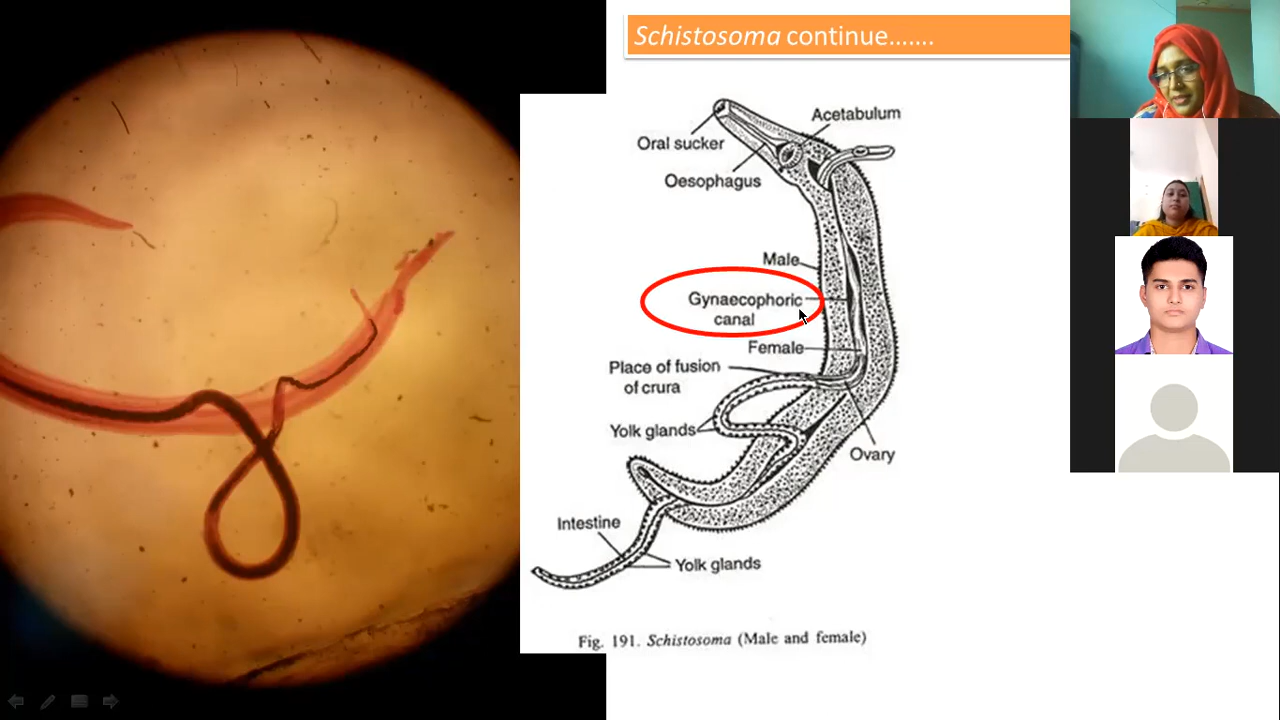 Schistosoma continue.......
Acetabulum
Oral sucker
Oesophagus
Male
Gynaecophoric
canal
Female
Place of fusion
of crura
Yolk glands
Ovary
Intestine
Yolk glands
Fig. 191. Schistosoma (Male and female)